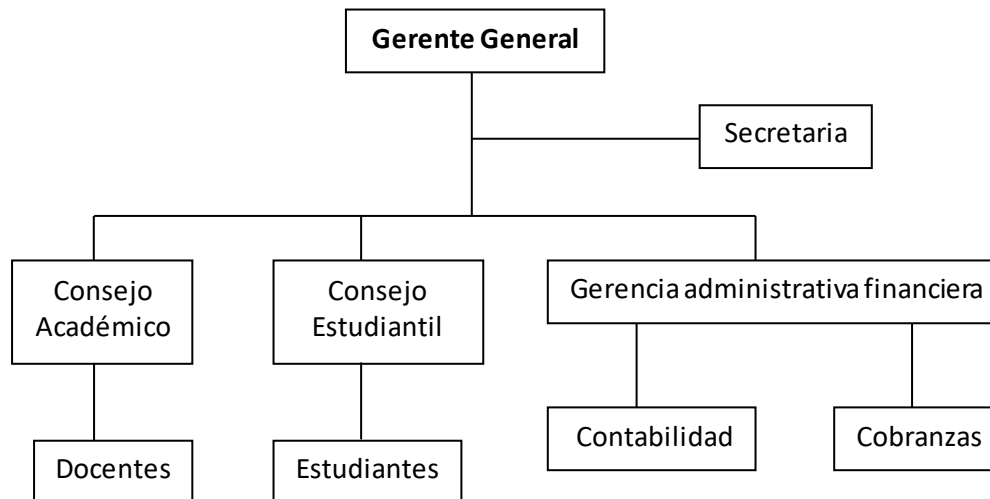 Gerente General
Secretaria
Consejo
Académico
Consejo
Estudiantil
Gerencia administrativa financiera
Docentes
Estudiantes
Contabilidad
Cobranzas